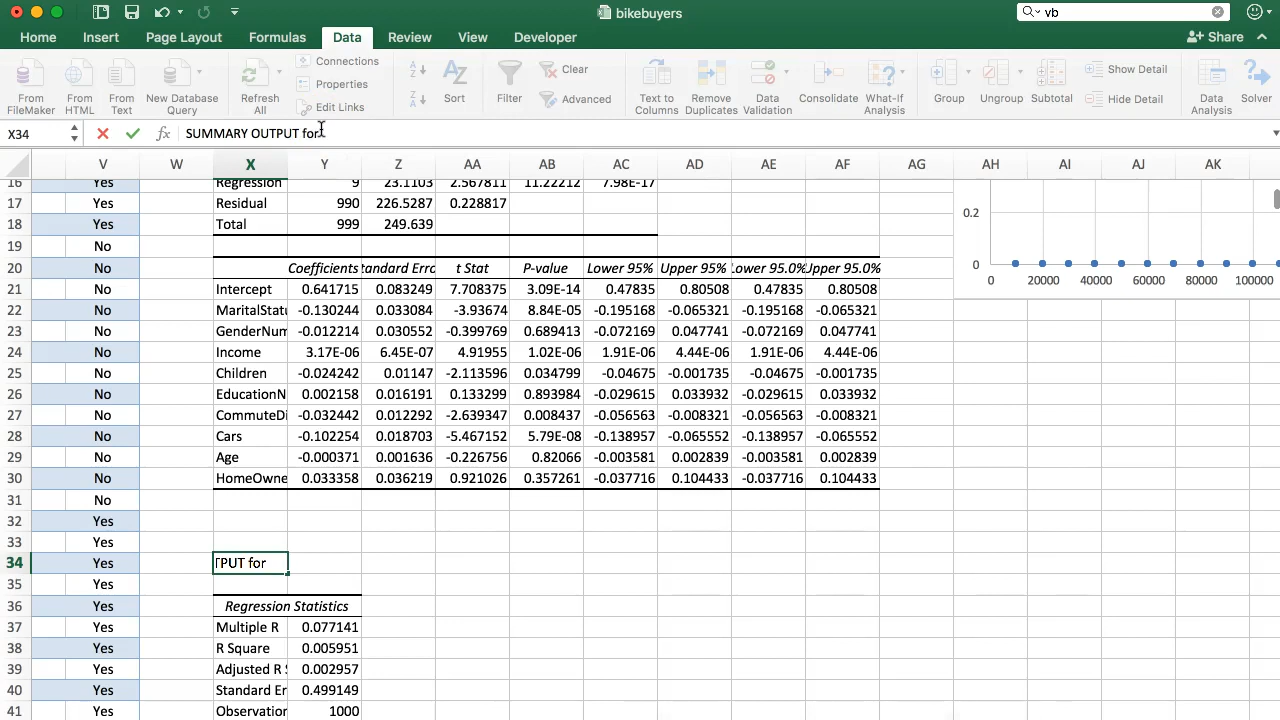 bikebuyers
vb
Home Insert Page Layout Formulas Data Review View Developer Share
From FileMaker
From HTML
From Text
New Database Query
Refresh All
Connections
Properties
Edit Links
Sort
Filter
Clear
Advanced
Text to Columns
Remove Duplicates
Data Validation
Consolidate
What-If Analysis
Group
Ungroup
Subtotal
Show Detail
Hide Detail
Data Analysis
Solver
X34 fx SUMMARY OUTPUT for
V W X Y Z AA AB AC AD AE AF AG AH AI AJ AK
16 Yes Regression 9 23.1103 2.567811 11.22212 7.98E-17
17 Yes Residual 990 226.5287 0.228817
18 Yes Total 999 249.639
19 No
20 No Coefficients tandard Erro t Stat P-value Lower 95% Upper 95% Lower 95.0% Upper 95.0%
21 No Intercept 0.641715 0.083249 7.708375 3.09E-14 0.47835 0.80508 0.47835 0.80508
22 No MaritalStatu -0.130244 0.033084 -3.93674 8.84E-05 -0.195168 -0.065321 -0.195168 -0.065321
23 No GenderNum -0.012214 0.030552 -0.399769 0.689413 -0.072169 0.047741 -0.072169 0.047741
24 No Income 3.17E-06 6.45E-07 4.91955 1.02E-06 1.91E-06 4.44E-06 1.91E-06 4.44E-06
25 No Children -0.024242 0.01147 -2.113596 0.034799 -0.04675 -0.001735 -0.04675 -0.001735
26 No EducationN 0.002158 0.016191 0.133299 0.893984 -0.029615 0.033932 -0.029615 0.033932
27 No CommuteDi -0.032442 0.012292 -2.639347 0.008437 -0.056563 -0.008321 -0.056563 -0.008321
28 No Cars -0.102254 0.018703 -5.467152 5.79E-08 -0.138957 -0.065552 -0.138957 -0.065552
29 No Age -0.000371 0.001636 -0.226756 0.82066 -0.003581 0.002839 -0.003581 0.002839
30 No HomeOwne 0.033358 0.036219 0.921026 0.357261 -0.037716 0.104433 -0.037716 0.104433
31 No
32 Yes
33 Yes
34 Yes TPUT for
35 Yes
36 Yes Regression Statistics
37 Yes Multiple R 0.077141
38 Yes R Square 0.005951
39 Yes Adjusted R S 0.002957
40 Yes Standard Er 0.499149
41 Yes Observation 1000
0.2
0
0 20000 40000 60000 80000 100000